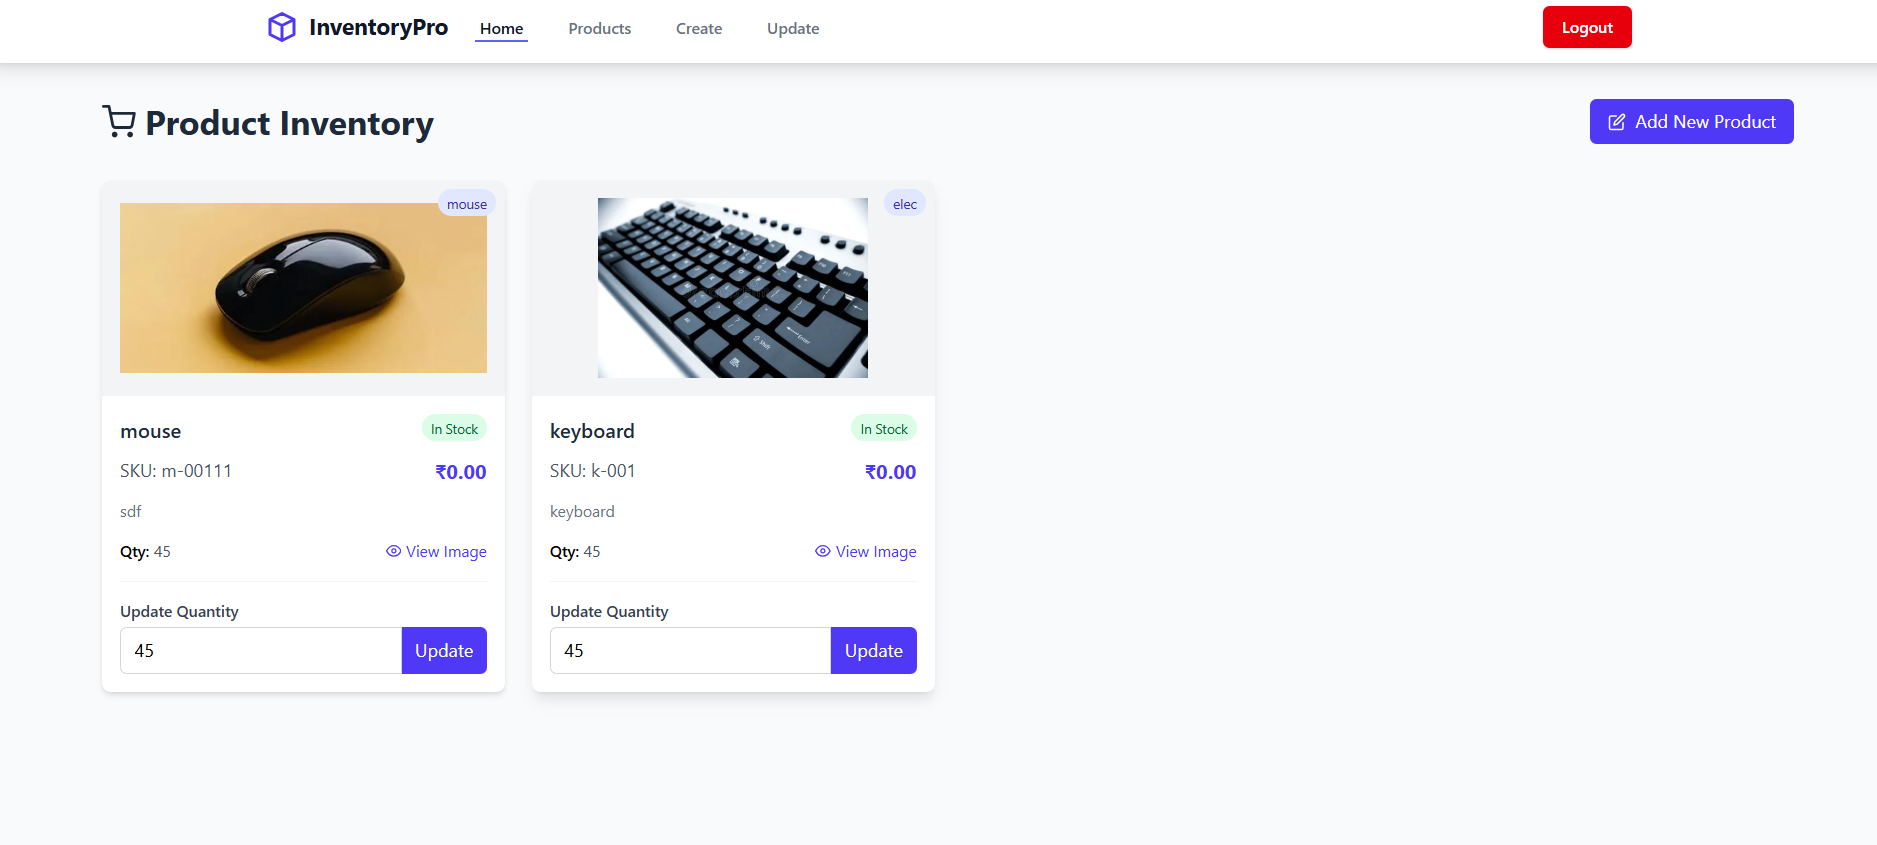 InventoryPro Home Products Create Update Logout
Product Inventory Add New Product
mouse
mouse In Stock
SKU: m-00111 ₹0.00
sdf
Qty: 45 View Image
Update Quantity
45 Update
elec
keyboard In Stock
SKU: k-001 ₹0.00
keyboard
Qty: 45 View Image
Update Quantity
45 Update